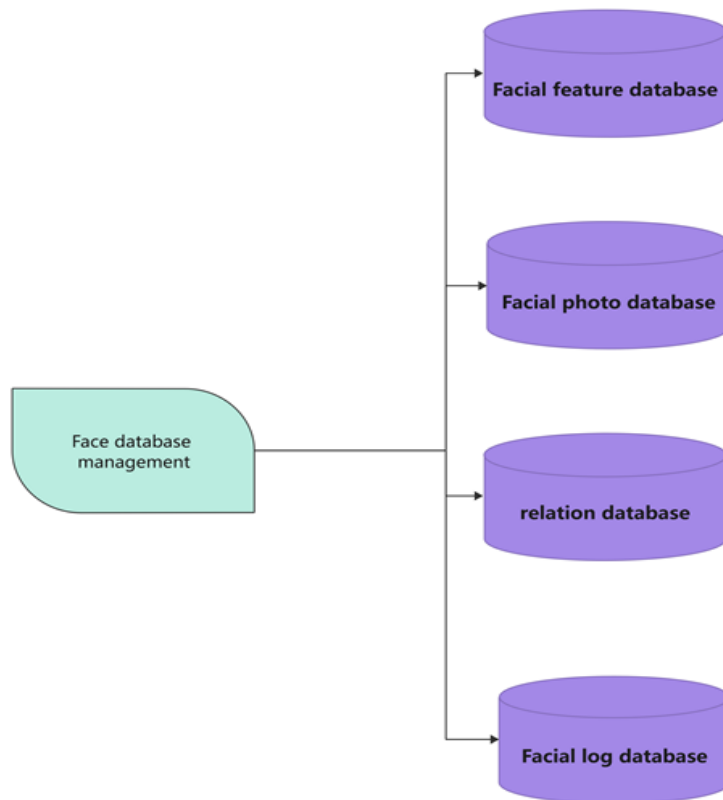 Facial feature database
Facial photo database
Face database
management
relation database
Facial log database